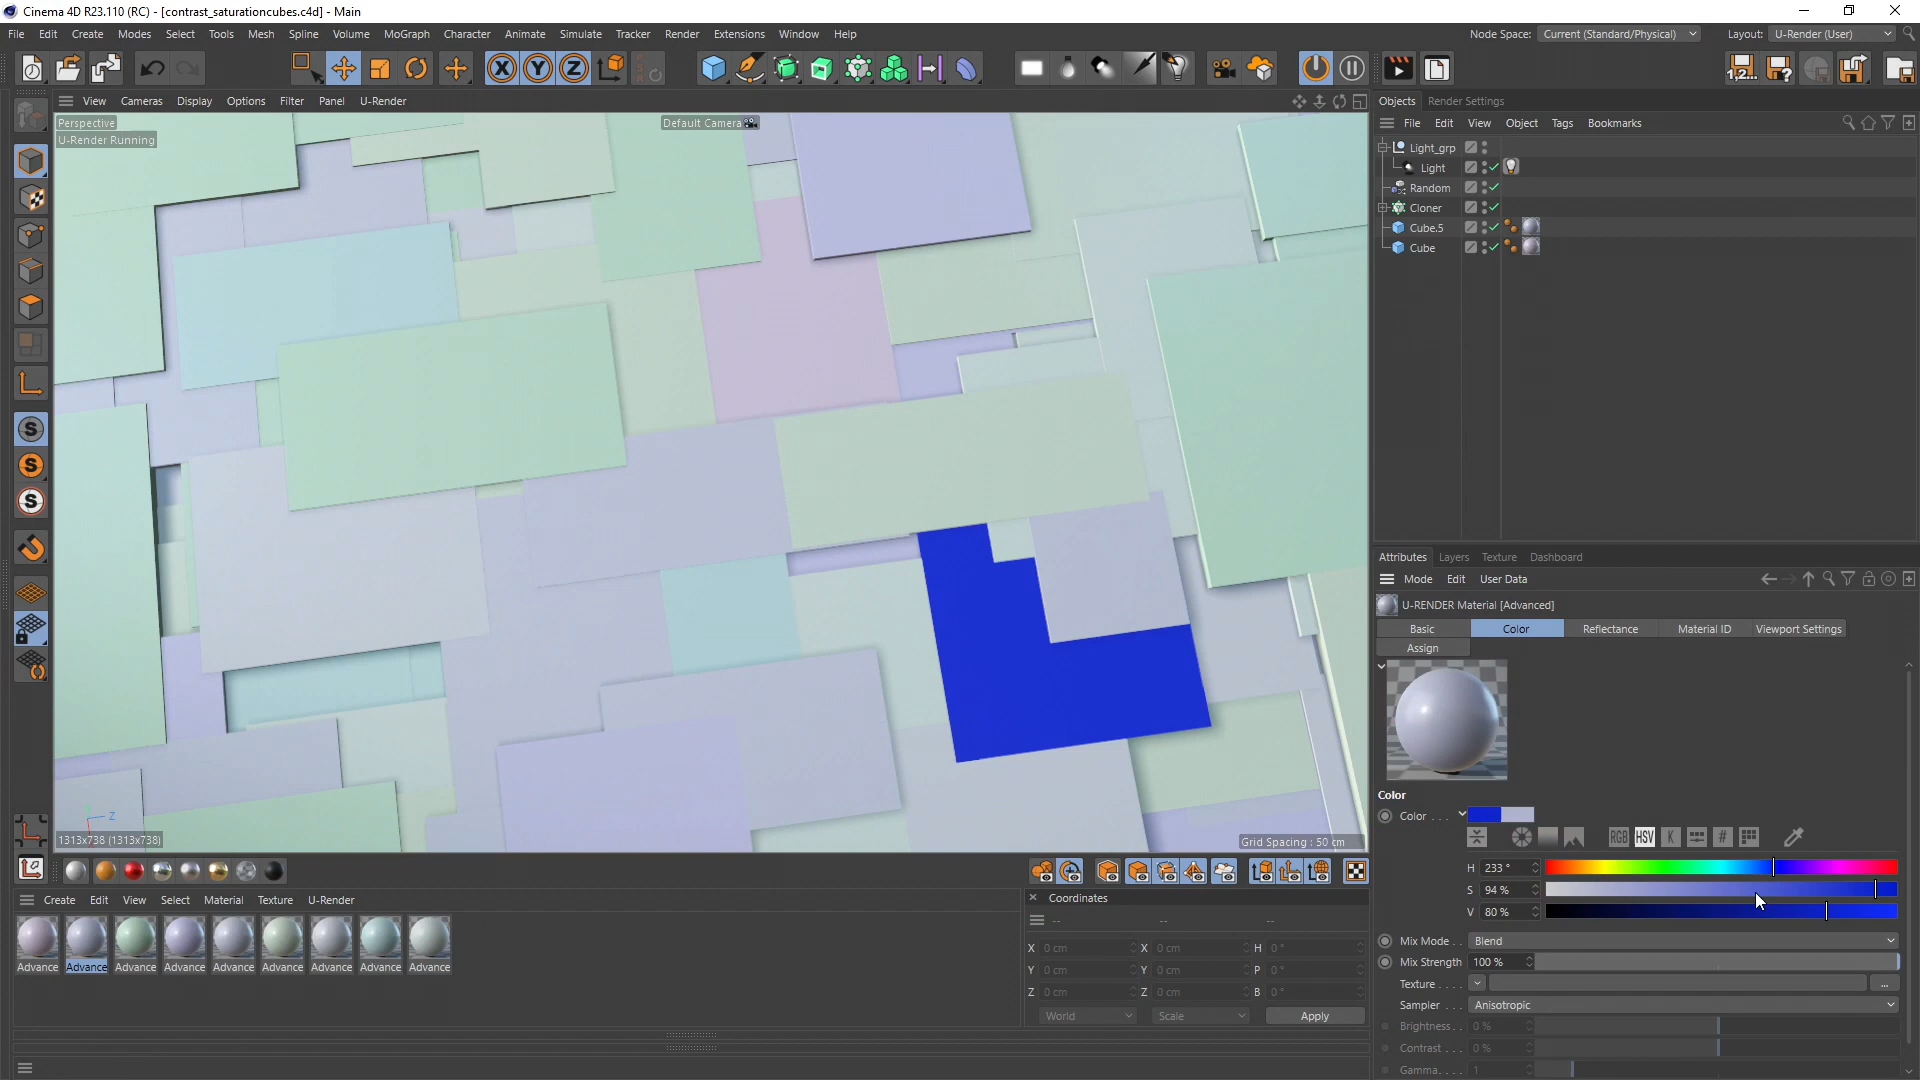 Cinema 4D R23.110 (RC) - [contrast_saturationcubes.c4d] - Main
File Edit Create Modes Select Tools Mesh Spline Volume MoGraph Character Animate Simulate Tracker Render Extensions Window Help
Node Space: Current (Standard/Physical) Layout: U-Render (User)
View Cameras Display Options Filter Panel U-Render
Objects Render Settings
Perspective
Default Camera
File Edit View Object Tags Bookmarks
U-Render Running
Light_grp
Light
Random
Cloner
Cube.5
Cube
Attributes Layers Texture Dashboard
Mode Edit User Data
U-RENDER Material [Advanced]
Basic Color Reflectance Material ID Viewport Settings
Assign
Color
Color . . .
RGB HSV K #
H 233 °
S 94 %
V 80 %
Mix Mode . . Blend
Mix Strength 100 %
Texture . . . . ...
Sampler . . . Anisotropic
Brightness. . . 0 %
Contrast . . . 0 %
Gamma. . . . 1
Z
1313x738 (1313x738)
Grid Spacing : 50 cm
Create Edit View Select Material Texture U-Render
Advance Advance Advance Advance Advance Advance Advance Advance Advance
Coordinates
-- -- --
X 0 cm X 0 cm H 0 °
Y 0 cm Y 0 cm P 0 °
Z 0 cm Z 0 cm B 0 °
World Scale Apply